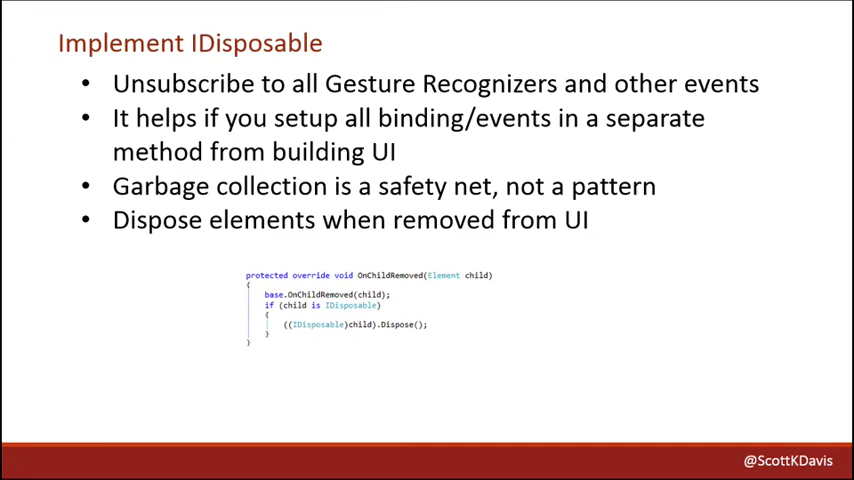 Implement IDisposable
• Unsubscribe to all Gesture Recognizers and other events
• It helps if you setup all binding/events in a separate
method from building UI
• Garbage collection is a safety net, not a pattern
• Dispose elements when removed from UI
protected override void OnChildRemoved(Element child)
{
base.OnChildRemoved(child);
if (child is IDisposable)
{
((IDisposable)child).Dispose();
}
}
@ScottKDavis